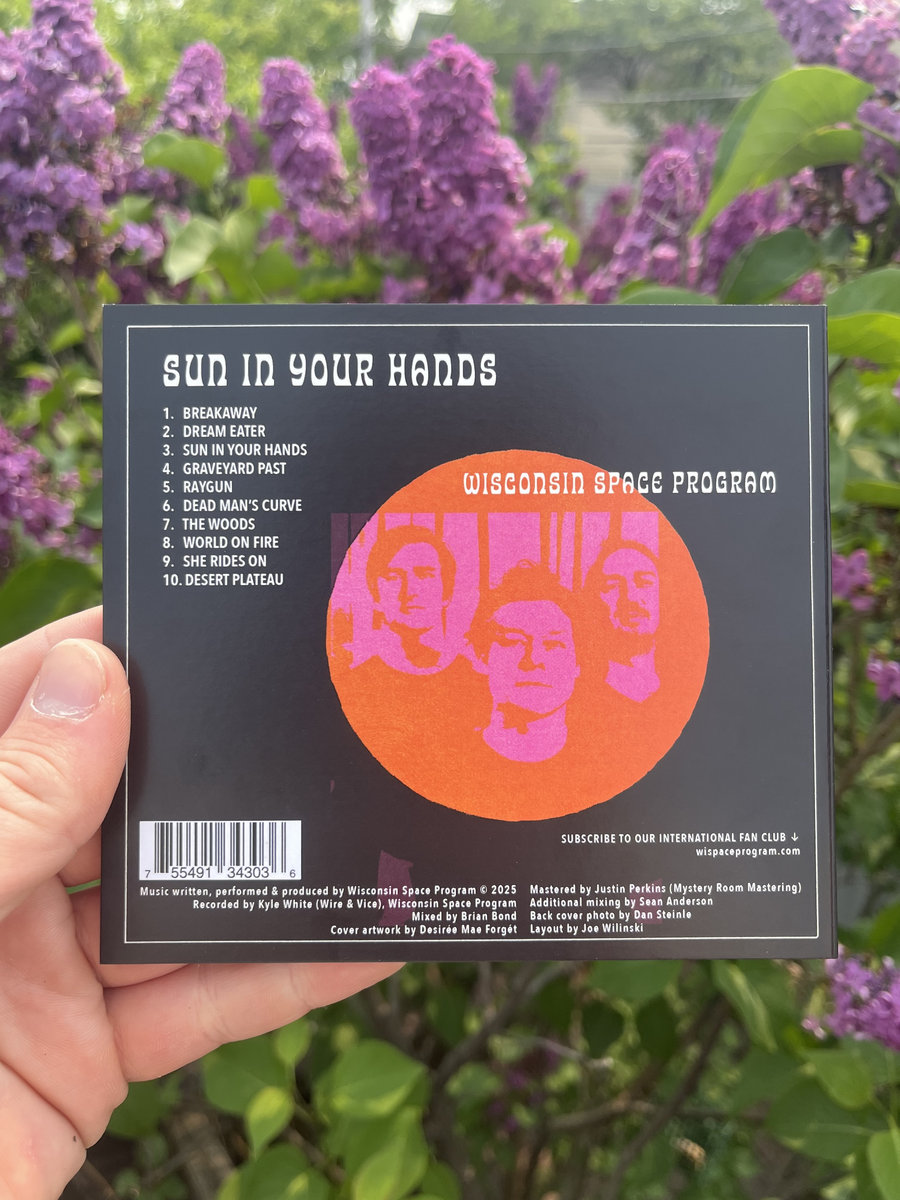 SUN IN YOUR HANDS
1. BREAKAWAY
2. DREAM EATER
3. SUN IN YOUR HANDS
4. GRAVEYARD PAST
5. RAYGUN
6. DEAD MAN'S CURVE
7. THE WOODS
8. WORLD ON FIRE
9. SHE RIDES ON
10. DESERT PLATEAU
WISCONSIN SPACE PROGRAM
SUBSCRIBE TO OUR INTERNATIONAL FAN CLUB ↓
wispaceprogram.com
7 55491 34303 6
Music written, performed & produced by Wisconsin Space Program © 2025
Recorded by Kyle White (Wire & Vice), Wisconsin Space Program
Mixed by Brian Bond
Cover artwork by Desirée Mae Forgét
Mastered by Justin Perkins (Mystery Room Mastering)
Additional mixing by Sean Anderson
Back cover photo by Dan Steinle
Layout by Joe Wilinski